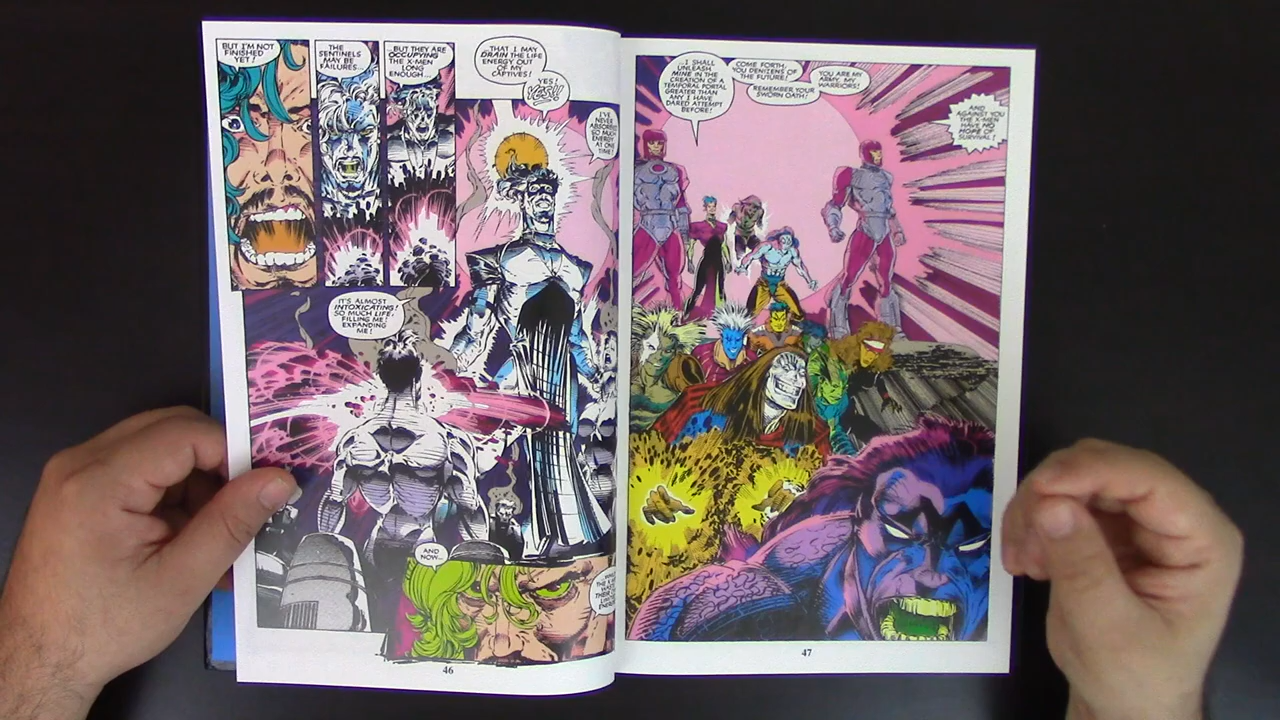 BUT I'M NOT
FINISHED
YET!
THE
SENTINELS
MAY BE
FAILURES...
BUT THEY ARE
OCCUPYING
THE X-MEN
LONG
ENOUGH...
THAT I MAY
DRAIN THE LIFE
ENERGY OUT
OF MY
CAPTIVES!
YES!
YES!!
I'VE
NEVER
ABSORBED
SO MUCH
ENERGY
AT ONE
TIME!
IT'S ALMOST
INTOXICATING!
SO MUCH LIFE,
FILLING ME!
EXPANDING
ME!
AND
NOW...
THE X-MEN
THEIR
46
...I SHALL
UNLEASH
MINE IN THE
CREATION OF A
TEMPORAL PORTAL
GREATER THAN
ANY I HAVE
DARED ATTEMPT
BEFORE!
COME FORTH,
YOU DENIZENS OF
THE FUTURE!
REMEMBER YOUR
SWORN OATH!
YOU ARE MY
ARMY, MY
WARRIORS!
AND
AGAINST YOU
THE X-MEN
HAVE NO
HOPE OF
SURVIVAL!
47